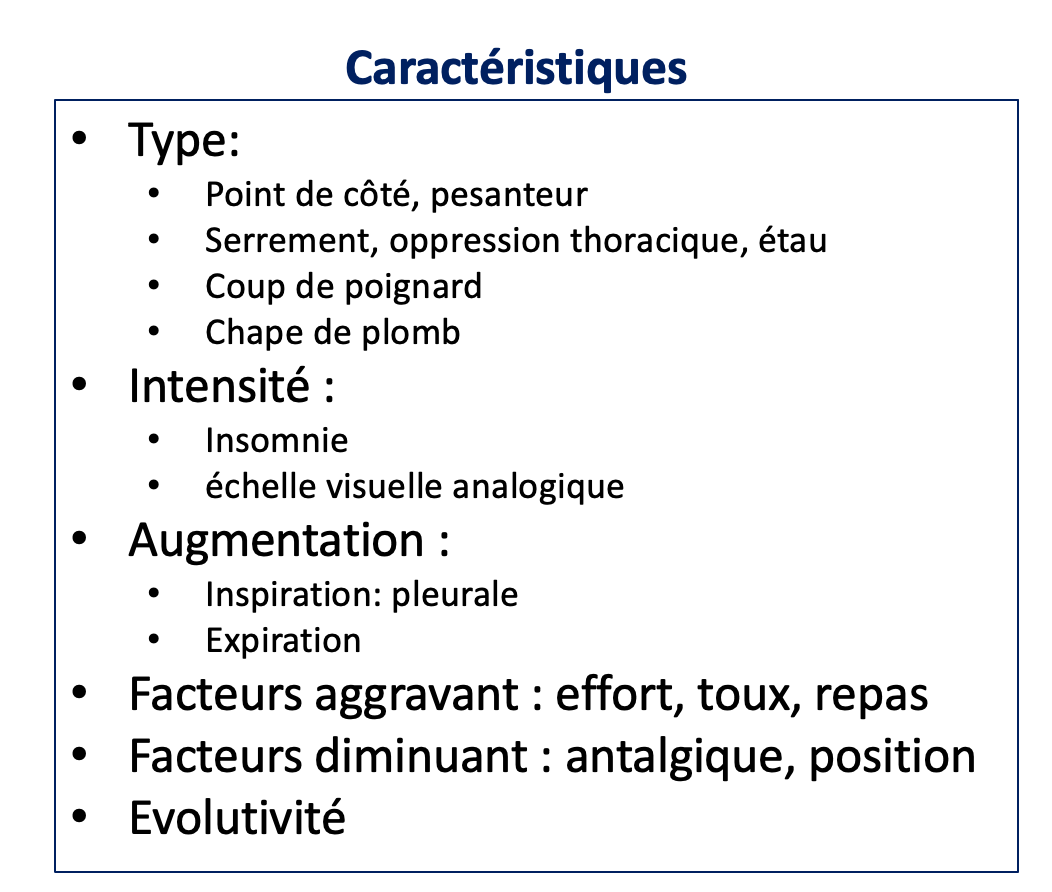 Caractéristiques
• Type:
• Point de côté, pesanteur
• Serrement, oppression thoracique, étau
• Coup de poignard
• Chape de plomb
• Intensité :
• Insomnie
• échelle visuelle analogique
• Augmentation :
• Inspiration: pleurale
• Expiration
• Facteurs aggravant : effort, toux, repas
• Facteurs diminuant : antalgique, position
• Evolutivité